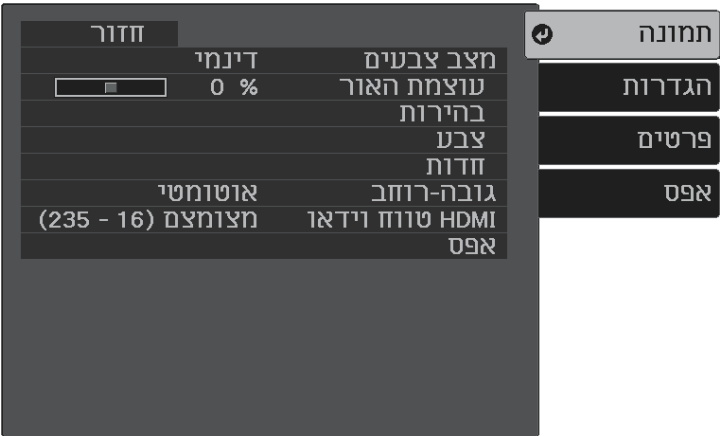 תמונה
הגדרות
פרטים
אפס
חזור
מצב צבעים דינמי
עוצמת האור 0 %
בהירות
צבע
חדות
גובה-רוחב אוטומטי
HDMI טווח וידאו מצומצם (16 - 235)
אפס